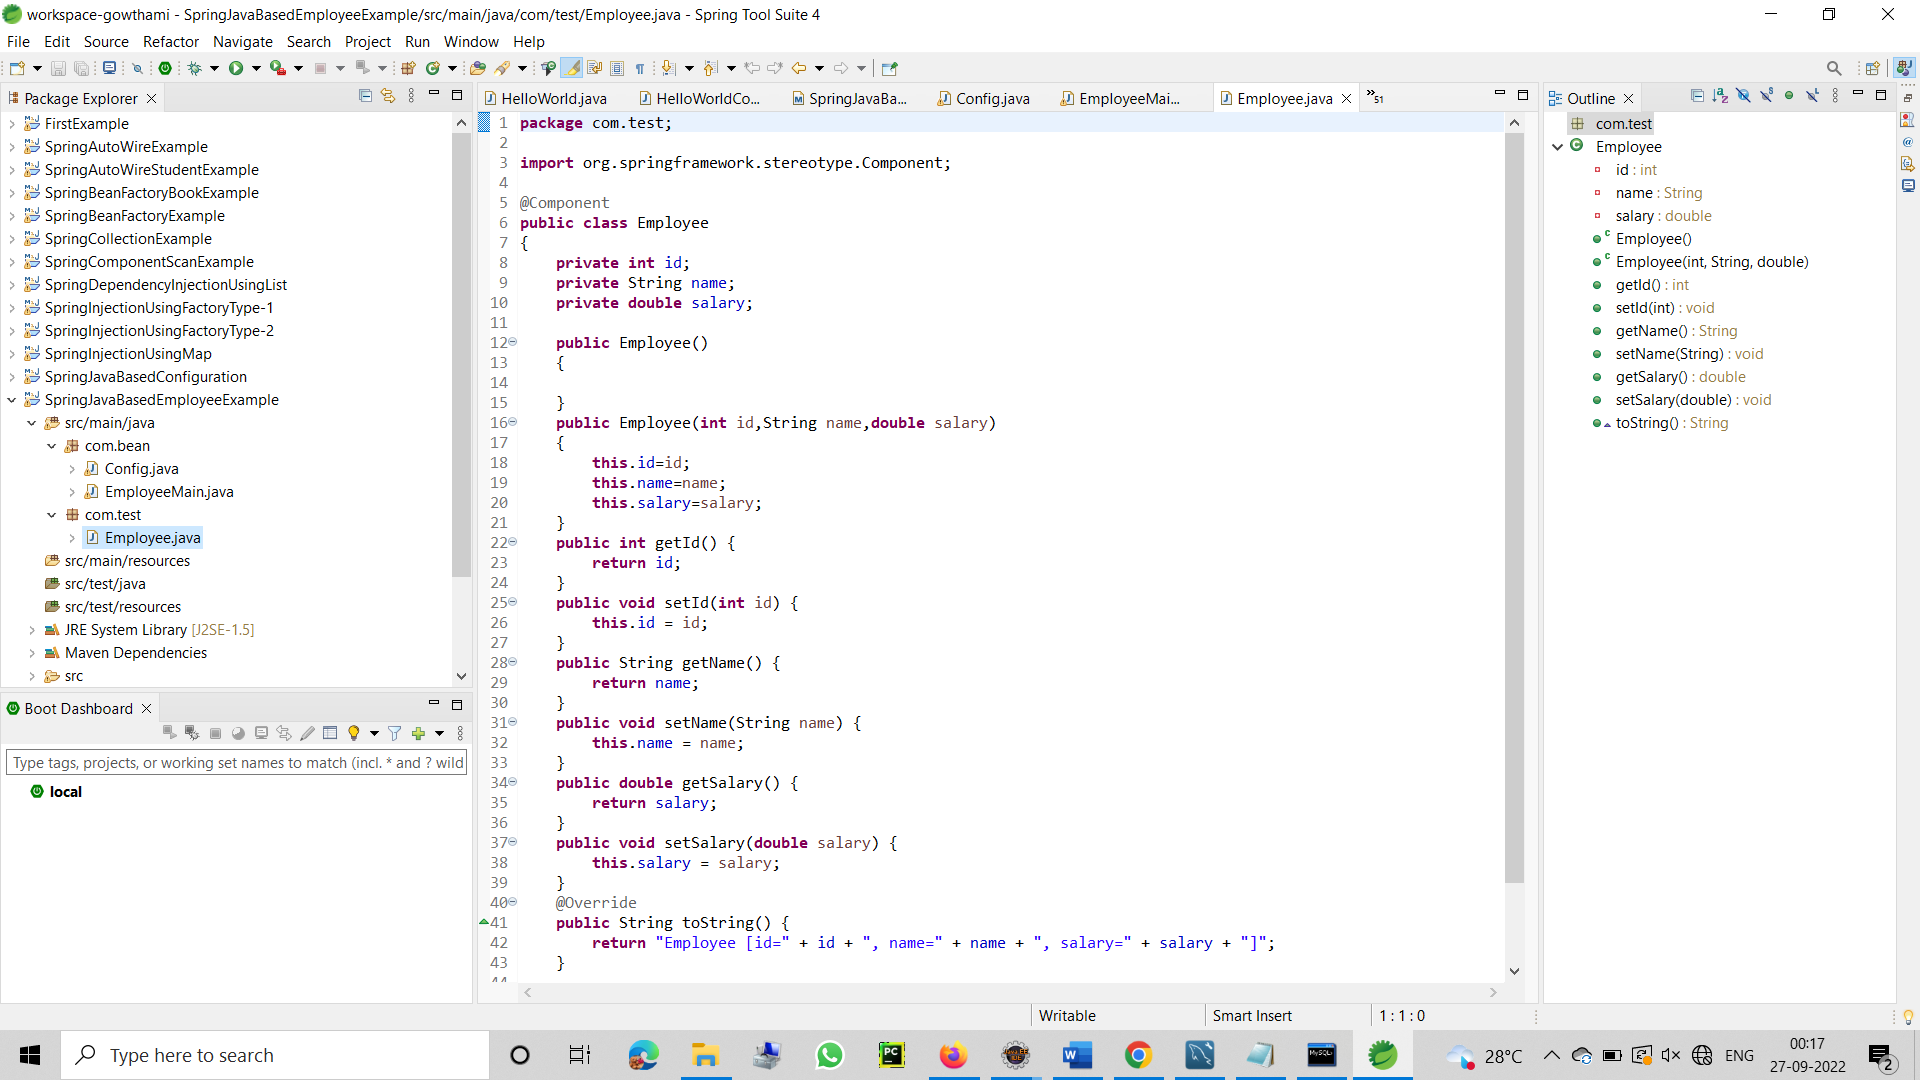 workspace-gowthami - SpringJavaBasedEmployeeExample/src/main/java/com/test/Employee.java - Spring Tool Suite 4
File Edit Source Refactor Navigate Search Project Run Window Help
Package Explorer
FirstExample
SpringAutoWireExample
SpringAutoWireStudentExample
SpringBeanFactoryBookExample
SpringBeanFactoryExample
SpringCollectionExample
SpringComponentScanExample
SpringDependencyInjectionUsingList
SpringInjectionUsingFactoryType-1
SpringInjectionUsingFactoryType-2
SpringInjectionUsingMap
SpringJavaBasedConfiguration
SpringJavaBasedEmployeeExample
src/main/java
com.bean
Config.java
EmployeeMain.java
com.test
Employee.java
src/main/resources
src/test/java
src/test/resources
JRE System Library [J2SE-1.5]
Maven Dependencies
src
Boot Dashboard
Type tags, projects, or working set names to match (incl. * and ? wild
local
HelloWorld.java HelloWorldCo... SpringJavaBa... Config.java EmployeeMai... Employee.java »51
1 package com.test;
2
3 import org.springframework.stereotype.Component;
4
5 @Component
6 public class Employee
7 {
8 private int id;
9 private String name;
10 private double salary;
11
12 public Employee()
13 {
14
15 }
16 public Employee(int id,String name,double salary)
17 {
18 this.id=id;
19 this.name=name;
20 this.salary=salary;
21 }
22 public int getId() {
23 return id;
24 }
25 public void setId(int id) {
26 this.id = id;
27 }
28 public String getName() {
29 return name;
30 }
31 public void setName(String name) {
32 this.name = name;
33 }
34 public double getSalary() {
35 return salary;
36 }
37 public void setSalary(double salary) {
38 this.salary = salary;
39 }
40 @Override
41 public String toString() {
42 return "Employee [id=" + id + ", name=" + name + ", salary=" + salary + "]";
43 }
44
Outline
com.test
Employee
id : int
name : String
salary : double
Employee()
Employee(int, String, double)
getId() : int
setId(int) : void
getName() : String
setName(String) : void
getSalary() : double
setSalary(double) : void
toString() : String
Writable Smart Insert 1 : 1 : 0
Type here to search
28°C ENG
00:17
27-09-2022
2